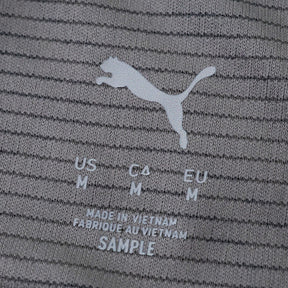 US CA EU
M M M
MADE IN VIETNAM
FABRIQUÉ AU VIETNAM
SAMPLE